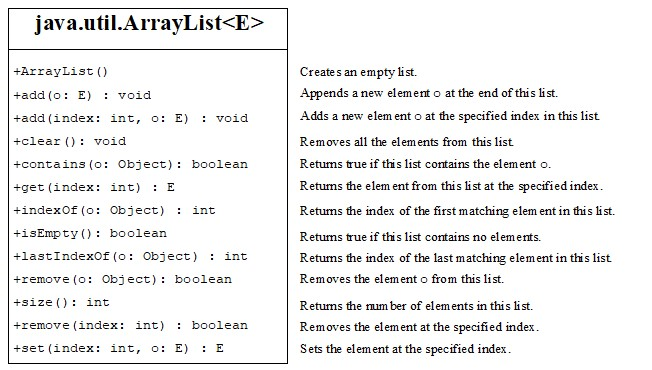 java.util.ArrayList<E>
+ArrayList() Creates an empty list.
+add(o: E) : void Appends a new element o at the end of this list.
+add(index: int, o: E) : void Adds a new element o at the specified index in this list.
+clear(): void Removes all the elements from this list.
+contains(o: Object): boolean Returns true if this list contains the element o.
+get(index: int) : E Returns the element from this list at the specified index.
+indexOf(o: Object) : int Returns the index of the first matching element in this list.
+isEmpty(): boolean Returns true if this list contains no elements.
+lastIndexOf(o: Object) : int Returns the index of the last matching element in this list.
+remove(o: Object): boolean Removes the element o from this list.
+size(): int Returns the number of elements in this list.
+remove(index: int) : boolean Removes the element at the specified index.
+set(index: int, o: E) : E Sets the element at the specified index.